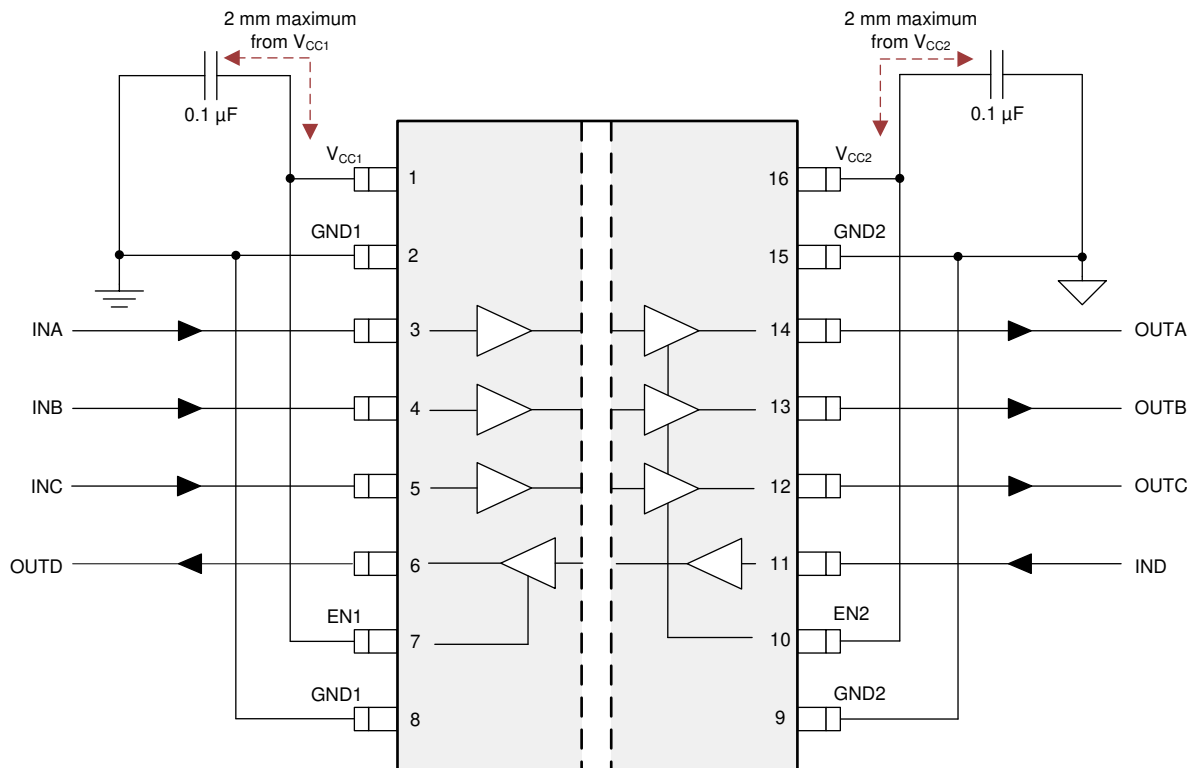 2 mm maximum
from VCC1
2 mm maximum
from VCC2
0.1 µF
0.1 µF
VCC1
1
16
VCC2
GND1
2
15
GND2
INA
3
14
OUTA
INB
4
13
OUTB
INC
5
12
OUTC
OUTD
6
11
IND
EN1
7
10
EN2
GND1
8
9
GND2